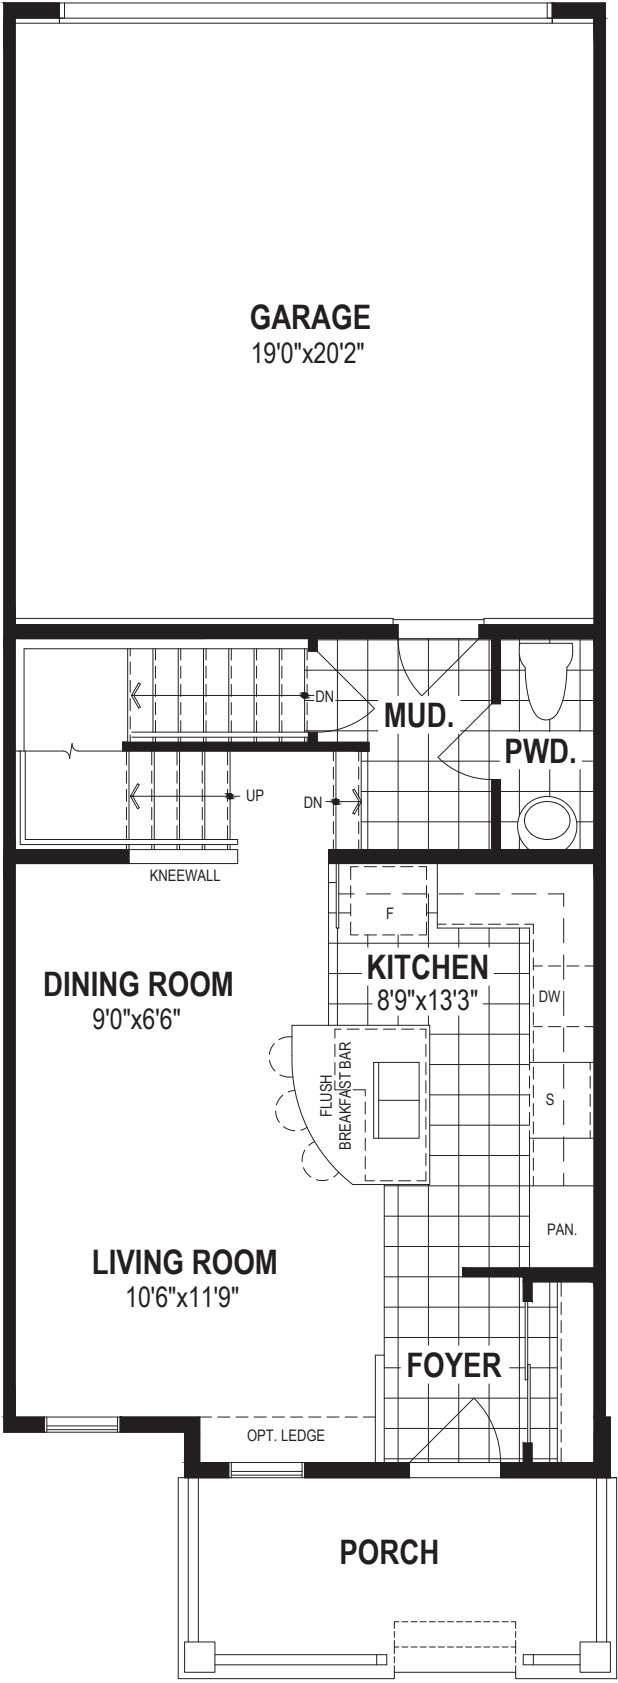 GARAGE
19'0"x20'2"
DN
MUD.
PWD.
UP
DN
KNEEWALL
F
KITCHEN
8'9"x13'3"
DINING ROOM
9'0"x6'6"
DW
FLUSH
BREAKFAST BAR
S
PAN.
LIVING ROOM
10'6"x11'9"
FOYER
OPT. LEDGE
PORCH